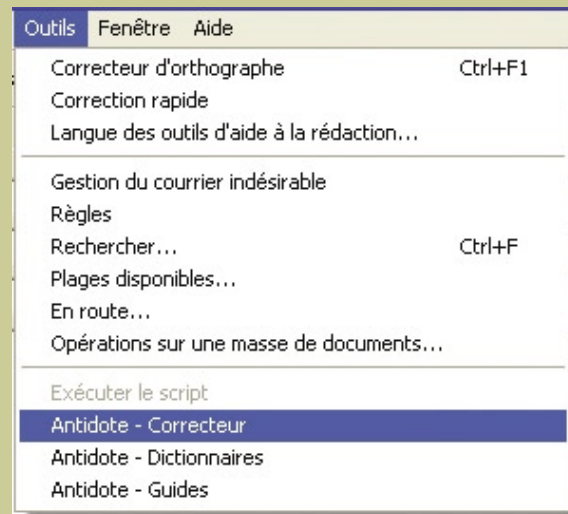 Outils Fenêtre Aide
Correcteur d'orthographe Ctrl+F1
Correction rapide
Langue des outils d'aide à la rédaction...
Gestion du courrier indésirable
Règles
Rechercher... Ctrl+F
Plages disponibles...
En route...
Opérations sur une masse de documents...
Exécuter le script
Antidote - Correcteur
Antidote - Dictionnaires
Antidote - Guides